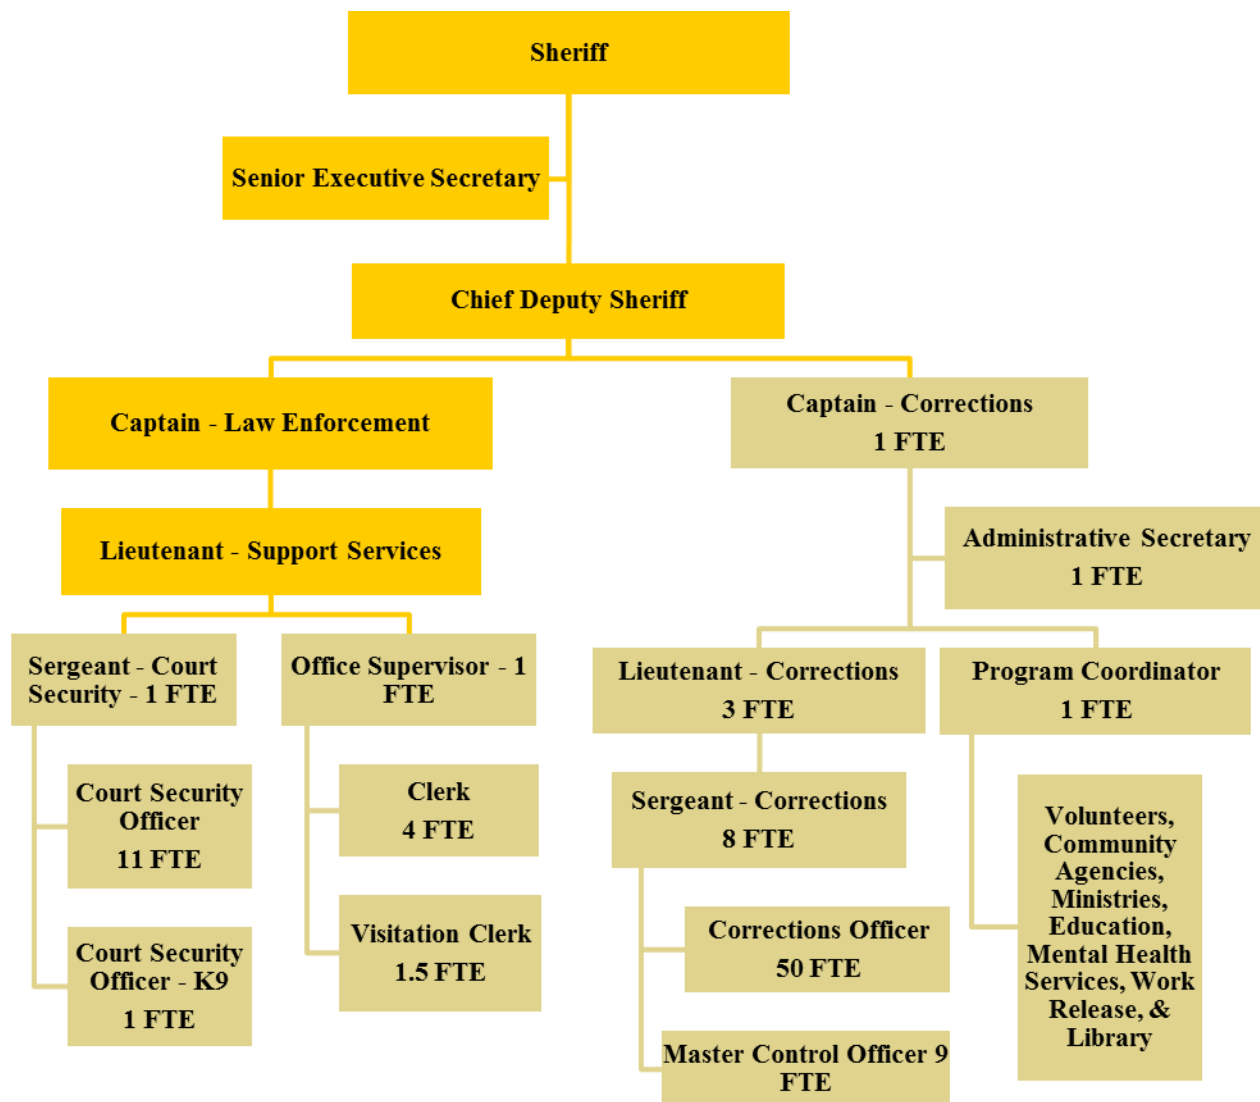 Sheriff
Senior Executive Secretary
Chief Deputy Sheriff
Captain - Law Enforcement
Captain - Corrections
1 FTE
Lieutenant - Support Services
Administrative Secretary
1 FTE
Sergeant - Court
Security - 1 FTE
Office Supervisor - 1
FTE
Lieutenant - Corrections
3 FTE
Program Coordinator
1 FTE
Court Security
Officer
11 FTE
Clerk
4 FTE
Sergeant - Corrections
8 FTE
Volunteers,
Community
Agencies,
Ministries,
Education,
Mental Health
Services, Work
Release, &
Library
Court Security
Officer - K9
1 FTE
Visitation Clerk
1.5 FTE
Corrections Officer
50 FTE
Master Control Officer 9
FTE